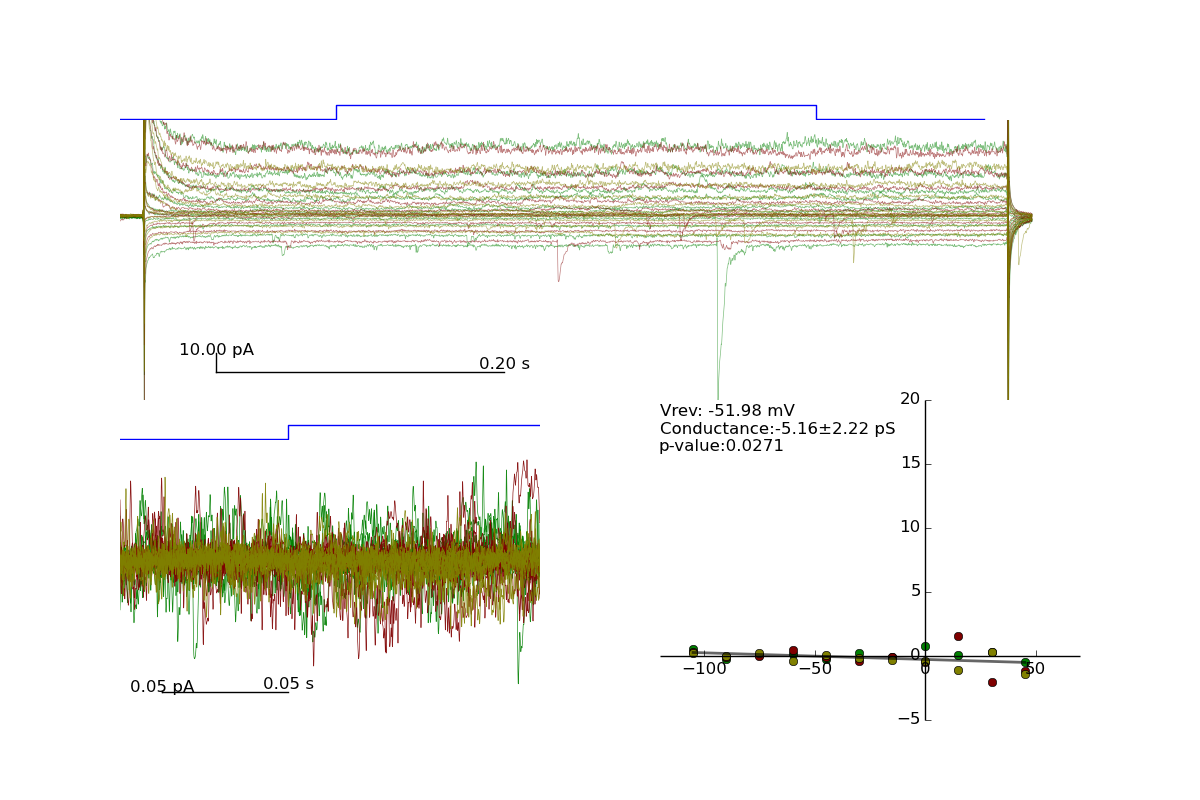 10.00 pA
0.20 s
Vrev: -51.98 mV
Conductance:-5.16±2.22 pS
p-value:0.0271
20
15
10
5
0
−5
−100
−50
0
50
0.05 pA
0.05 s